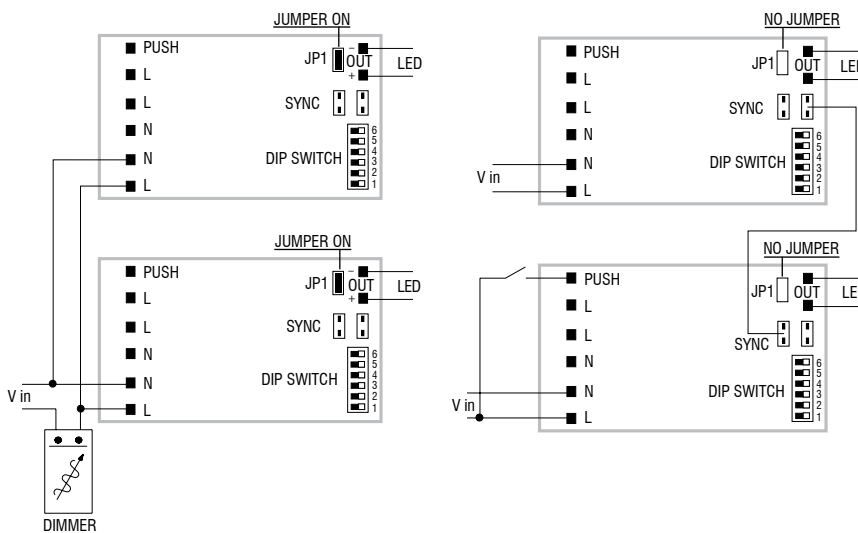 JUMPER ON
PUSH
JP1
–
OUT
+
LED
L
L
SYNC
N
N
DIP SWITCH
6
5
4
3
2
1
L
JUMPER ON
PUSH
JP1
–
OUT
+
LED
L
L
SYNC
N
N
DIP SWITCH
6
5
4
3
2
1
L
V in
DIMMER
NO JUMPER
PUSH
JP1
OUT
LE
L
L
SYNC
N
N
DIP SWITCH
6
5
4
3
2
1
L
V in
NO JUMPER
PUSH
JP1
OUT
LE
L
L
SYNC
N
N
DIP SWITCH
6
5
4
3
2
1
L
V in